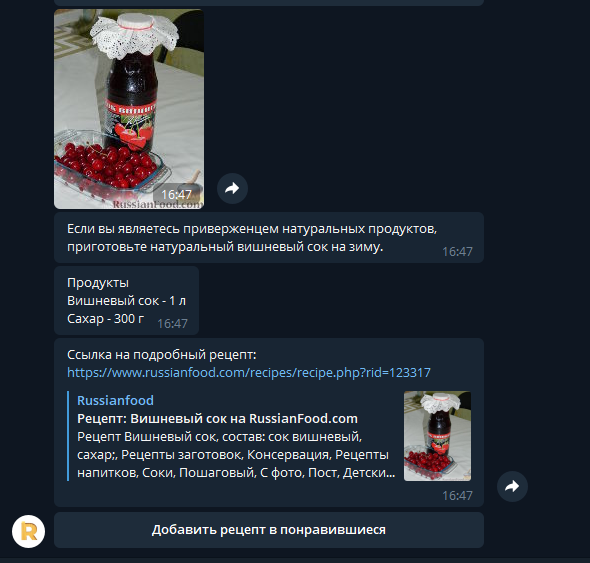 ВИШНЕВ
16:47
RussianFood.com
Если вы являетесь приверженцем натуральных продуктов,
приготовьте натуральный вишневый сок на зиму.
16:47
Продукты
Вишневый сок - 1 л
Сахар - 300 г
16:47
Ссылка на подробный рецепт:
https://www.russianfood.com/recipes/recipe.php?rid=123317
Russianfood
Рецепт: Вишневый сок на RussianFood.com
Рецепт Вишневый сок, состав: сок вишневый,
сахар;, Рецепты заготовок, Консервация, Рецепты
напитков, Соки, Пошаговый, С фото, Пост, Детски...
16:47
R
Добавить рецепт в понравившиеся